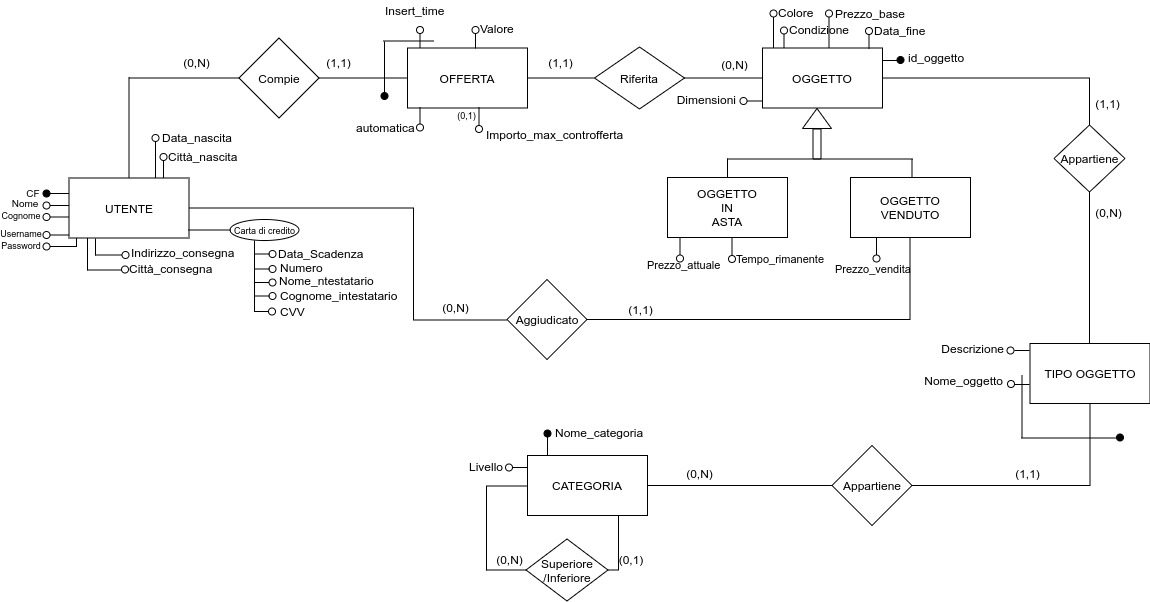 Insert_time
Valore
Colore
Prezzo_base
Condizione
Data_fine
id_oggetto
(0,N)
Compie
(1,1)
OFFERTA
(1,1)
Riferita
(0,N)
OGGETTO
Dimensioni
(1,1)
automatica
(0,1)
Importo_max_controfferta
Data_nascita
Città_nascita
Appartiene
CF
Nome
Cognome
Username
Password
UTENTE
Carta di credito
OGGETTO
IN
ASTA
OGGETTO
VENDUTO
(0,N)
Indirizzo_consegna
Città_consegna
Data_Scadenza
Numero
Nome_ntestatario
Cognome_intestatario
CVV
Prezzo_attuale
Tempo_rimanente
Prezzo_vendita
(0,N)
Aggiudicato
(1,1)
Descrizione
Nome_oggetto
TIPO OGGETTO
Nome_categoria
Livello
CATEGORIA
(0,N)
Appartiene
(1,1)
(0,N)
Superiore
/Inferiore
(0,1)